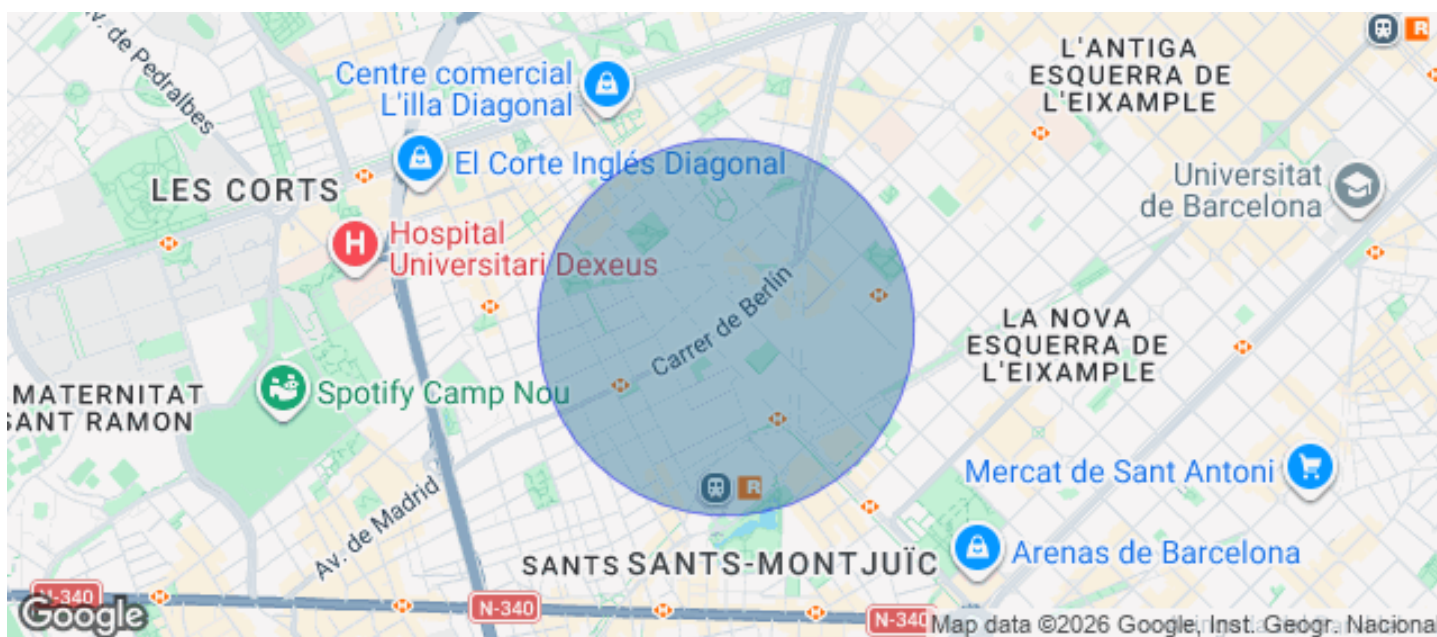 Av. de Pedralbes
Centre comercial
L'illa Diagonal
L'ANTIGA
ESQUERRA DE
L'EIXAMPLE
R
El Corte Inglés Diagonal
LES CORTS
Universitat
de Barcelona
H
Hospital
Universitari Dexeus
Carrer de Berlín
LA NOVA
ESQUERRA DE
L'EIXAMPLE
MATERNITAT
SANT RAMON
Spotify Camp Nou
Av. de Madrid
R
Mercat de Sant Antoni
SANTS
SANTS-MONTJUÏC
Arenas de Barcelona
N-340
N-340
N-340
Google
Map data ©2026 Google, Inst. Geogr. Naciona